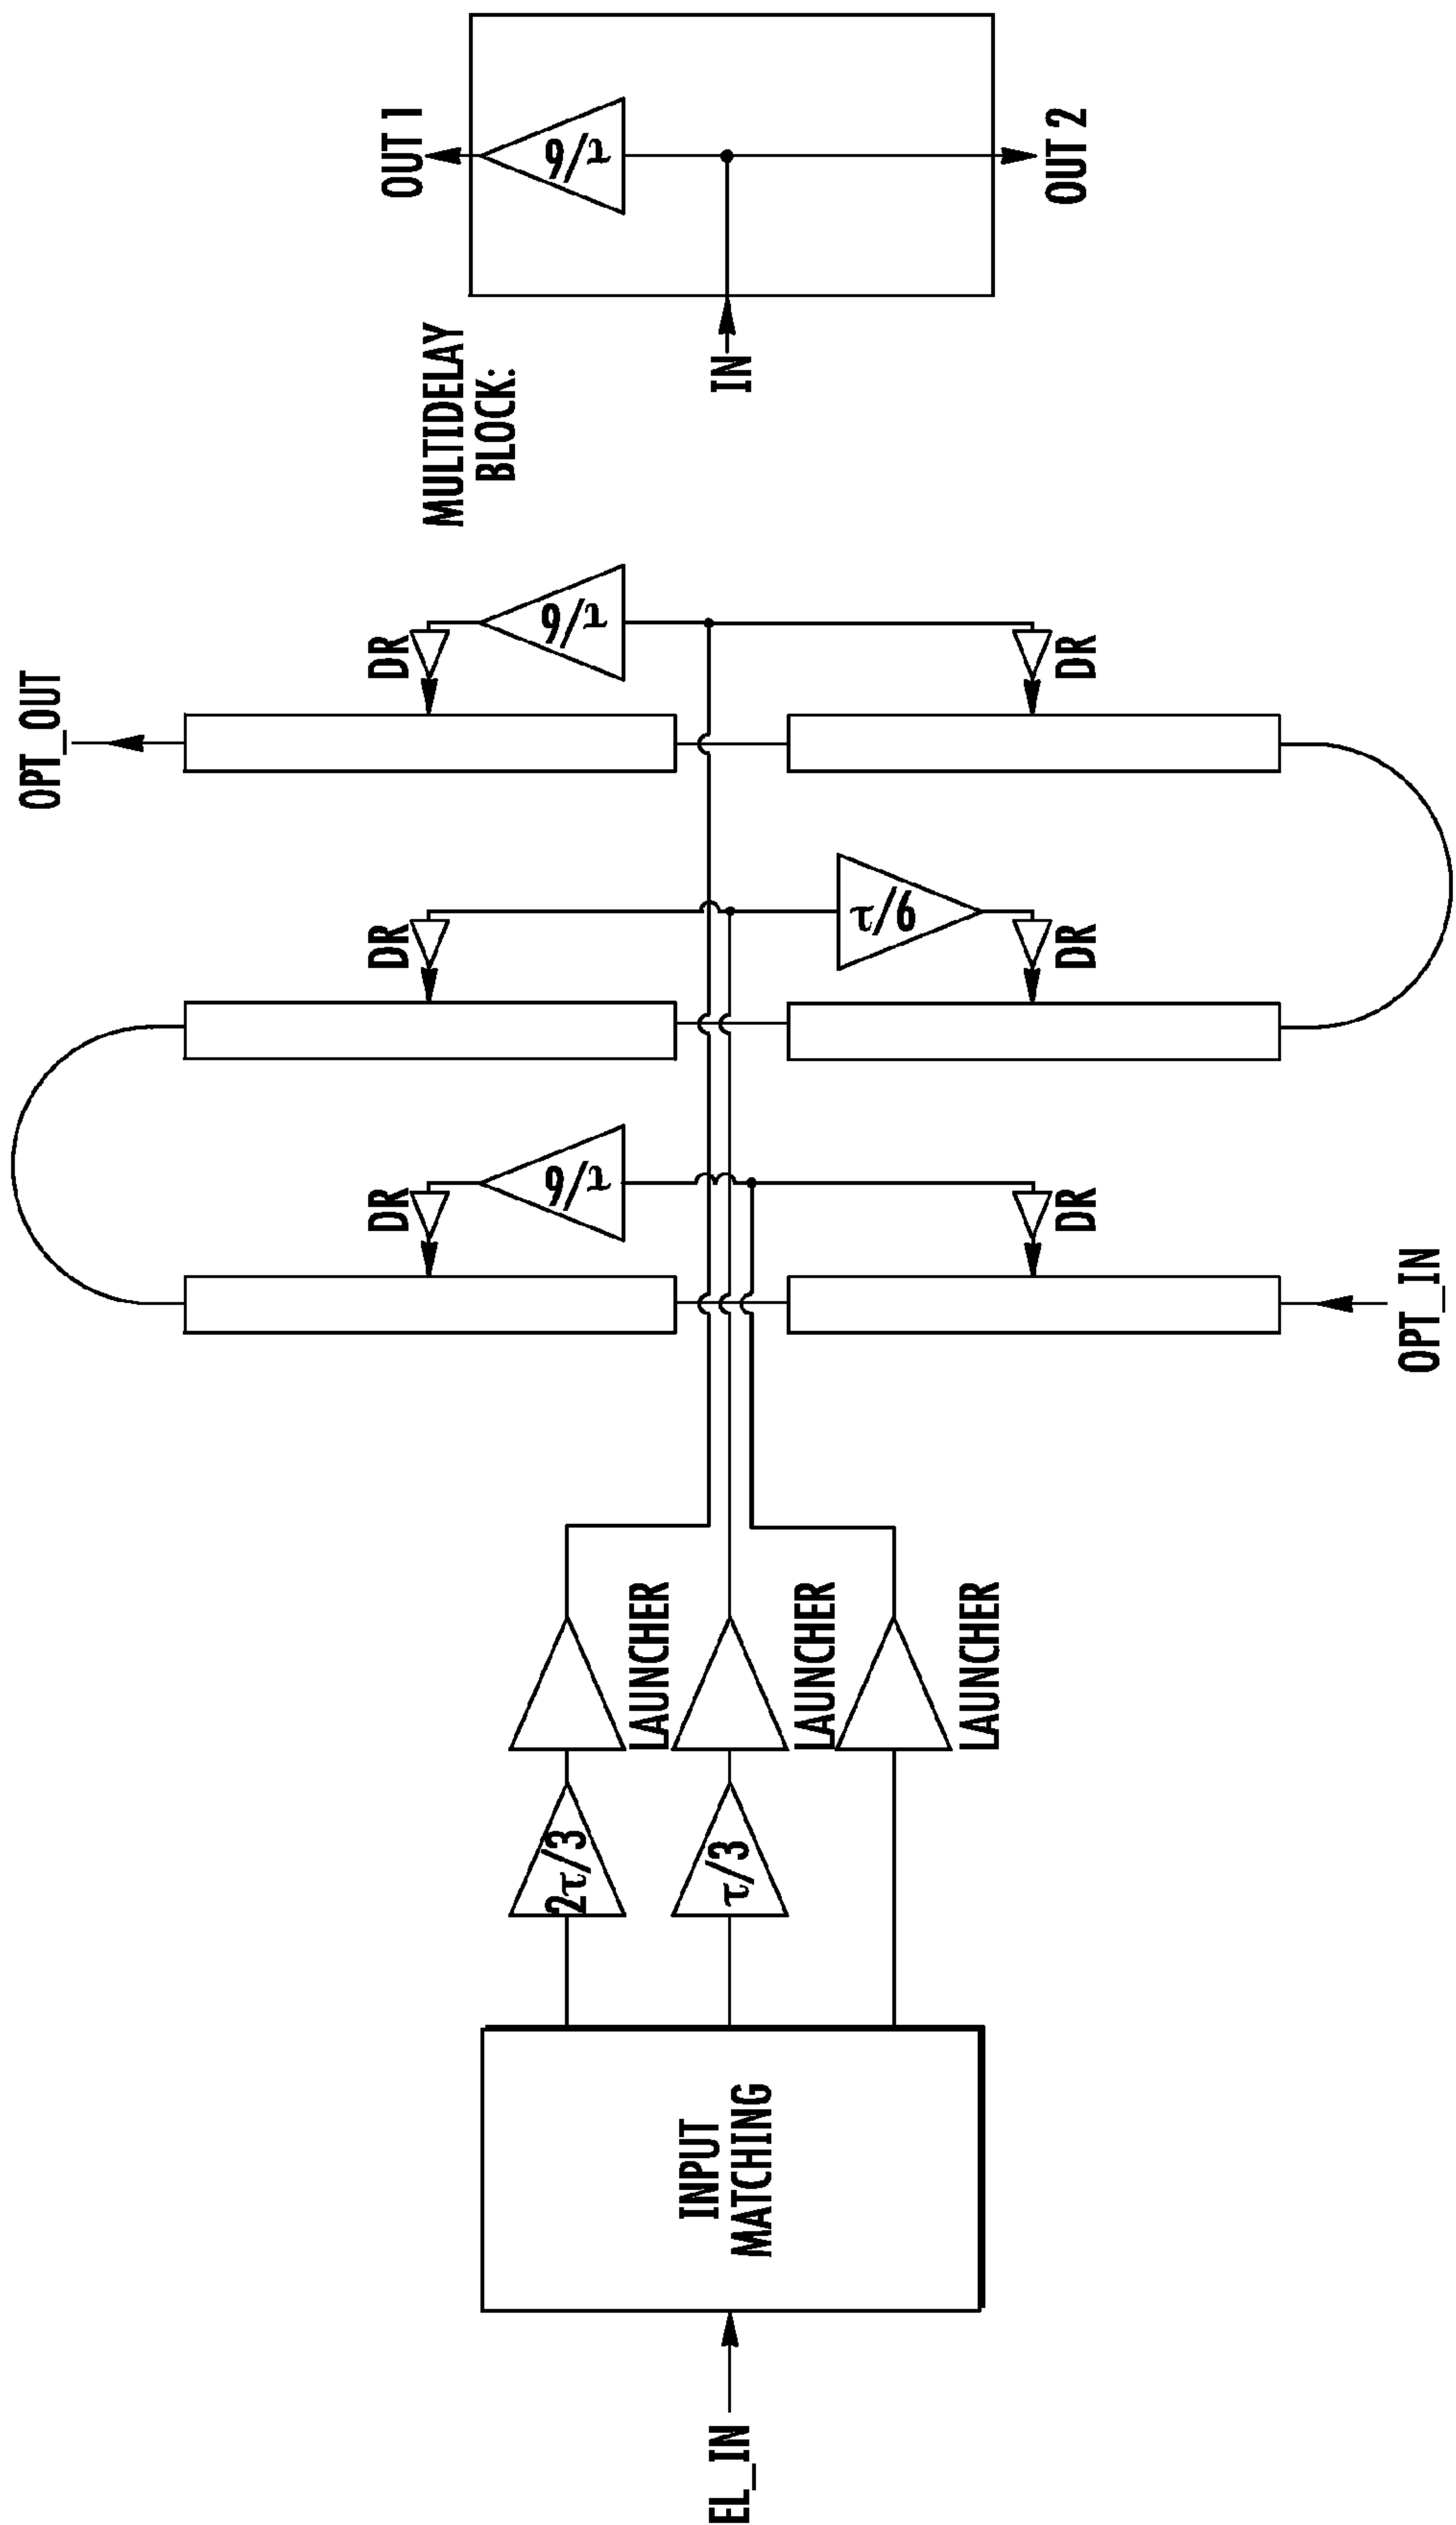 EL_IN
INPUT
MATCHING
2τ/3
τ/3
LAUNCHER
LAUNCHER
LAUNCHER
OPT_IN
DR
DR
τ/6
DR
DR
τ/6
DR
DR
τ/6
OPT_OUT
MULTIDELAY
BLOCK:
IN
τ/6
OUT 1
OUT 2